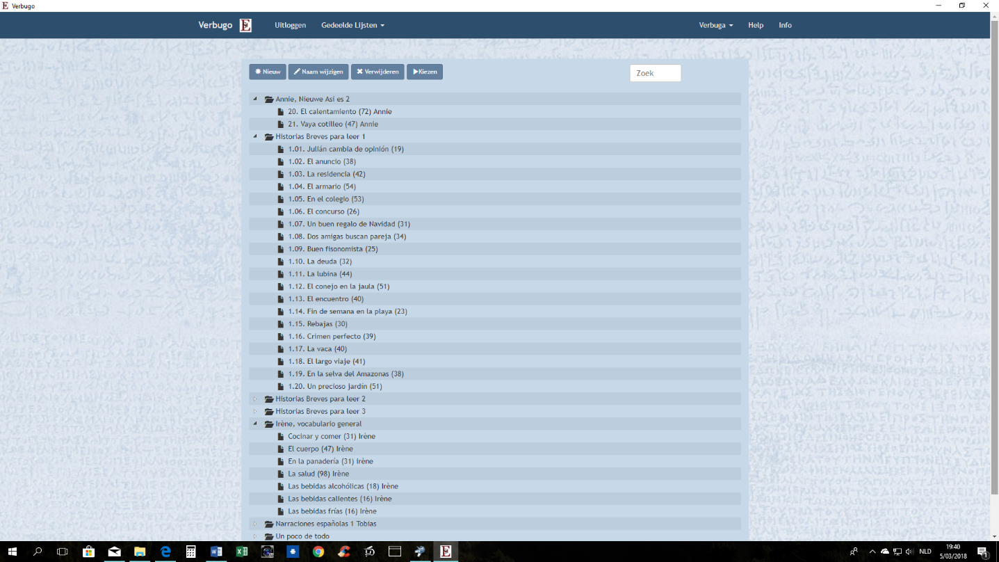 Verbugo
Verbugo Uitloggen Gedeelde Lijsten Verbuga Help Info
Nieuw Naam wijzigen Verwijderen Kiezen Zoek
Annie, Nieuwe Asi es 2
20. El calentamiento (72) Annie
21. Vaya cotilleo (47) Annie
Historias Breves para leer 1
1.01. Julián cambia de opinión (19)
1.02. El anuncio (38)
1.03. La residencia (42)
1.04. El armario (54)
1.05. En el colegio (53)
1.06. El concurso (26)
1.07. Un buen regalo de Navidad (31)
1.08. Dos amigas buscan pareja (34)
1.09. Buen fisonomista (25)
1.10. La deuda (32)
1.11. La lubina (44)
1.12. El conejo en la jaula (51)
1.13. El encuentro (40)
1.14. Fin de semana en la playa (23)
1.15. Rebajas (30)
1.16. Crimen perfecto (39)
1.17. La vaca (40)
1.18. El largo viaje (41)
1.19. En la selva del Amazonas (38)
1.20. Un precioso jardín (51)
Historias Breves para leer 2
Historias Breves para leer 3
Irène, vocabulario general
Cocinar y comer (31) Irène
El cuerpo (47) Irène
En la panadería (31) Irène
La salud (98) Irène
Las bebidas alcohólicas (18) Irène
Las bebidas calientes (16) Irène
Las bebidas frías (16) Irène
Narraciones españolas 1 Tobias
Un poco de todo
NLD
19:40
5/03/2018